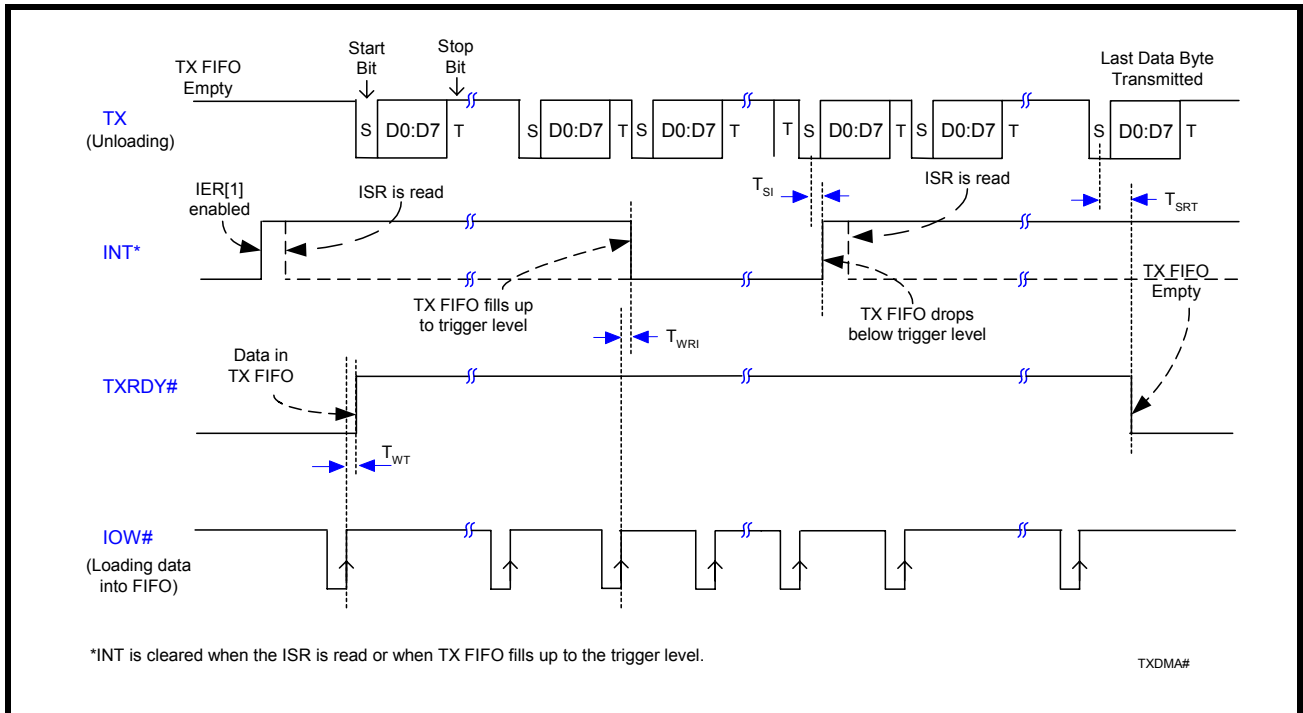 TX FIFO
Empty
Start
Bit
Stop
Bit
Last Data Byte
Transmitted
TX
(Unloading)
S D0:D7 T S D0:D7 T S D0:D7 T T S D0:D7 T S D0:D7 T S D0:D7 T
IER[1]
enabled
ISR is read
TSI
ISR is read
TSRT
INT*
TX FIFO fills up
to trigger level
TX FIFO drops
below trigger level
TX FIFO
Empty
TWRI
Data in
TX FIFO
TXRDY#
TWT
IOW#
(Loading data
into FIFO)
*INT is cleared when the ISR is read or when TX FIFO fills up to the trigger level.
TXDMA#